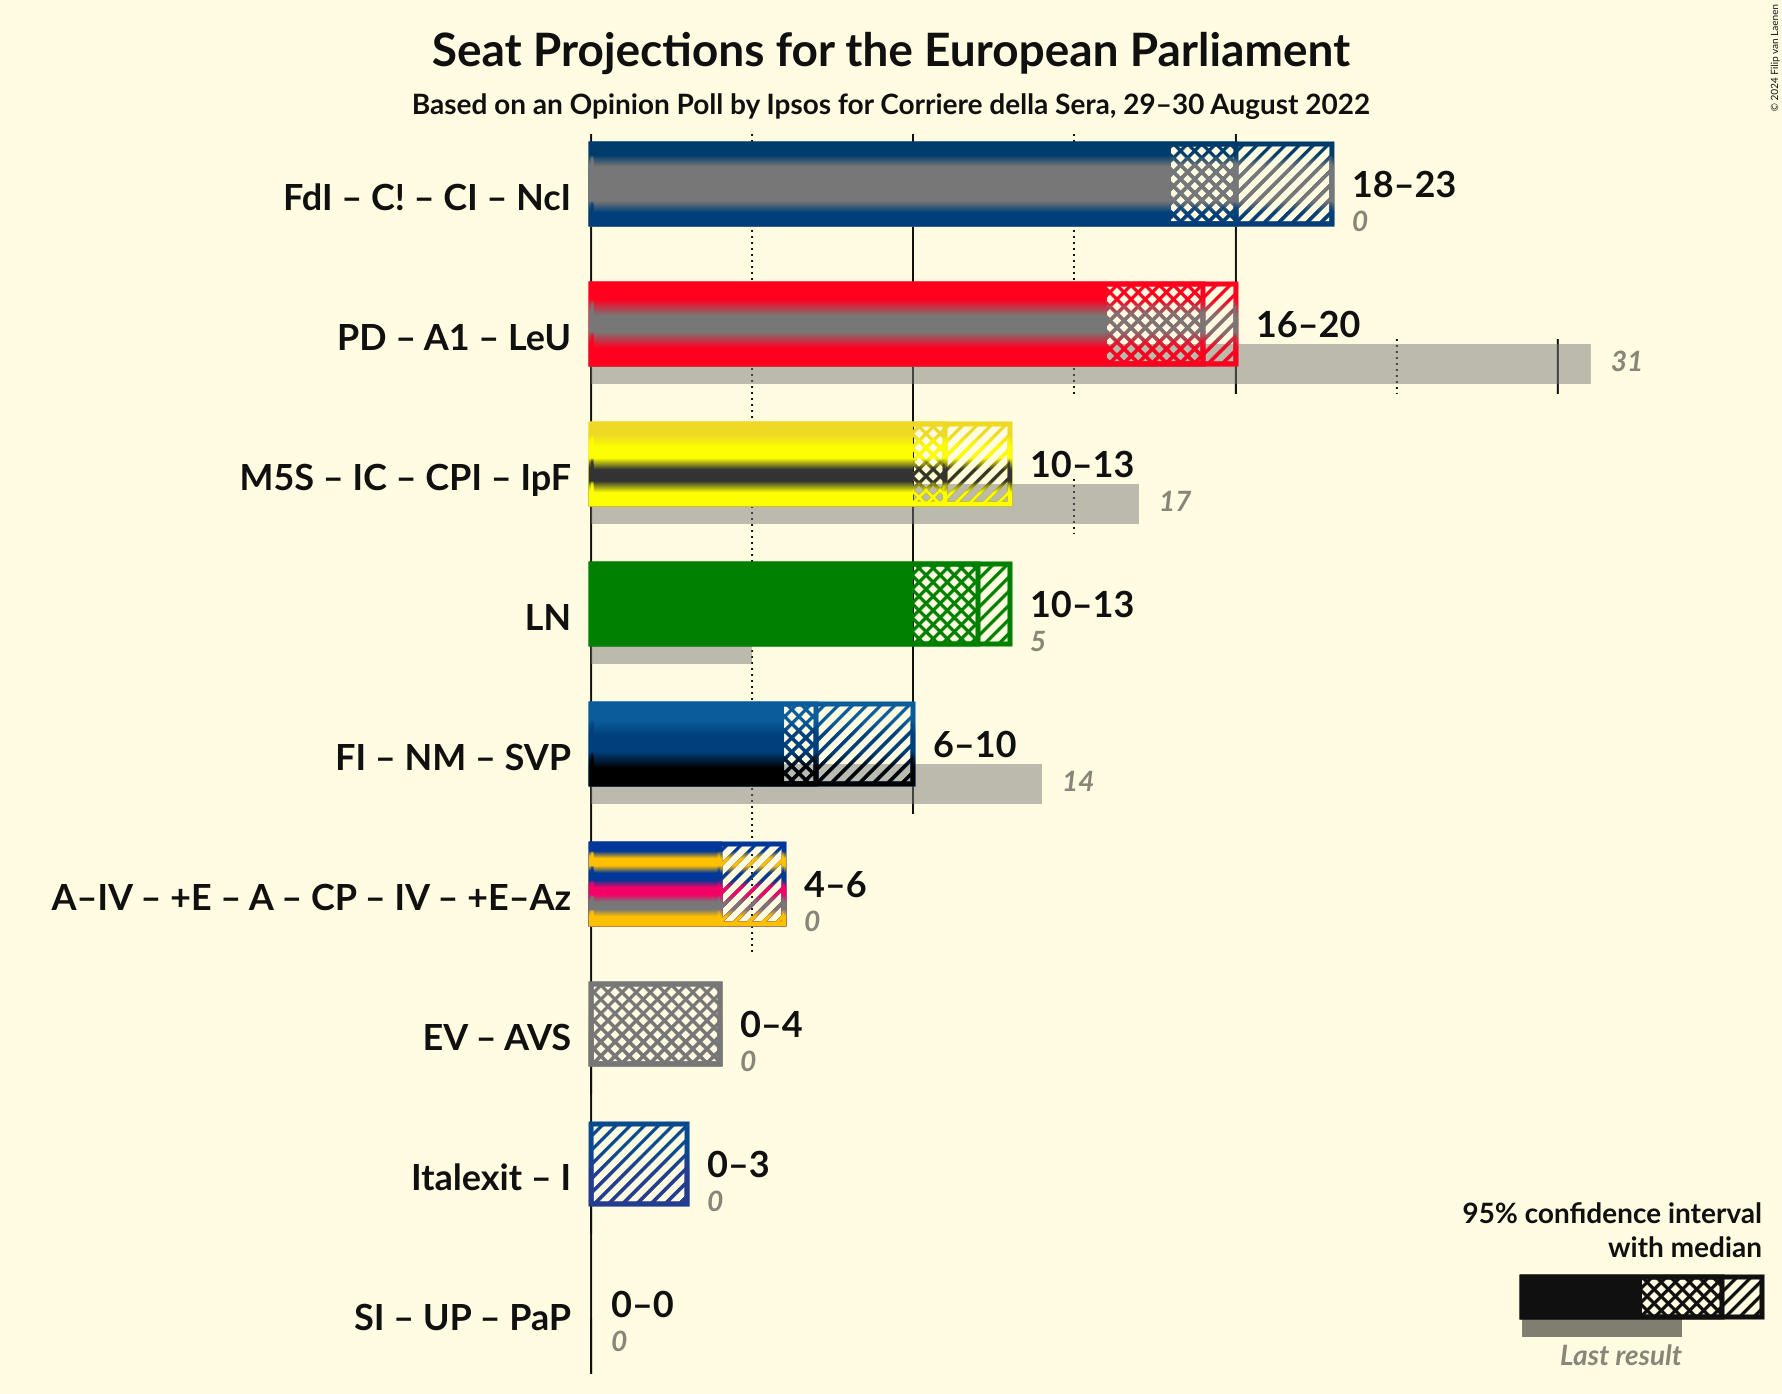 Seat Projections for the European Parliament
Based on an Opinion Poll by Ipsos for Corriere della Sera, 29–30 August 2022
© 2024 Filip van Laenen
FdI – C! – CI – NcI
18–23
0
PD – A1 – LeU
16–20
31
M5S – IC – CPI – IpF
10–13
17
LN
10–13
5
FI – NM – SVP
6–10
14
A–IV – +E – A – CP – IV – +E–Az
4–6
0
EV – AVS
0–4
0
Italexit – I
0–3
0
SI – UP – PaP
0–0
0
95% confidence interval
with median
Last result